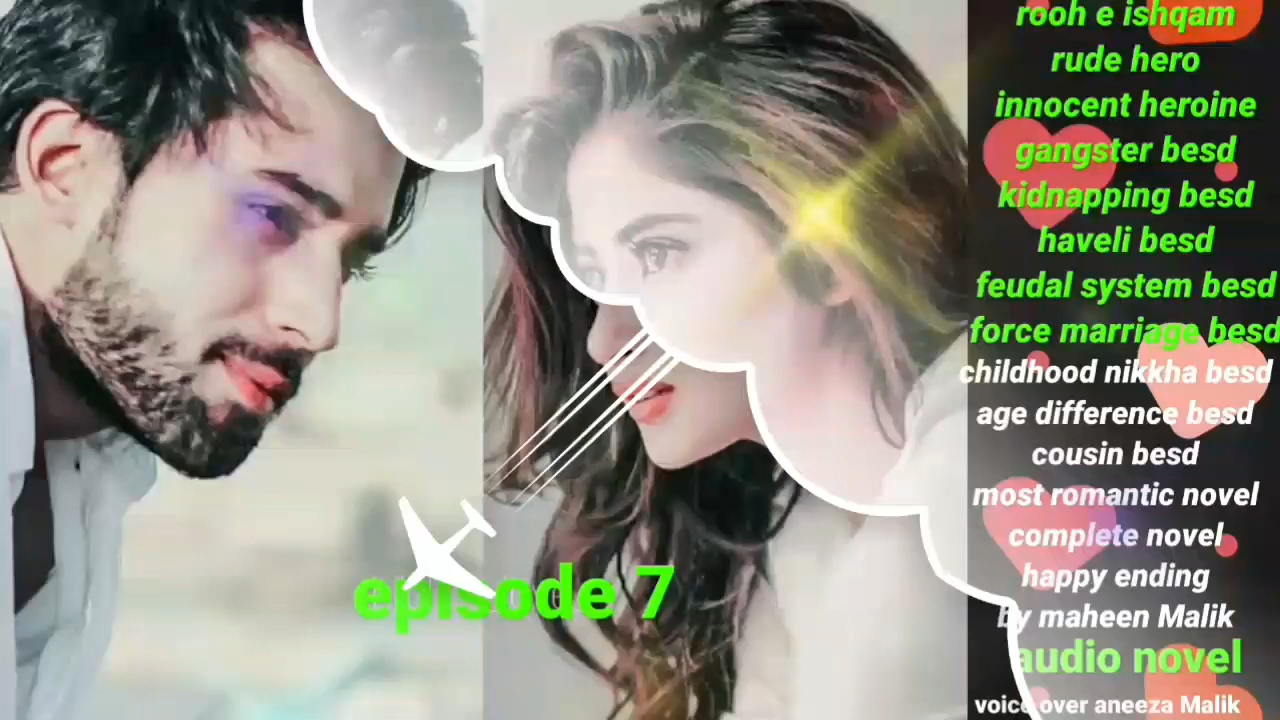 rooh e ishqam
rude hero
innocent heroine
gangster besd
kidnapping besd
haveli besd
feudal system besd
force marriage besd
childhood nikkha besd
age difference besd
cousin besd
most romantic novel
complete novel
happy ending
by maheen Malik
audio novel
voice over aneeza Malik
episode 7